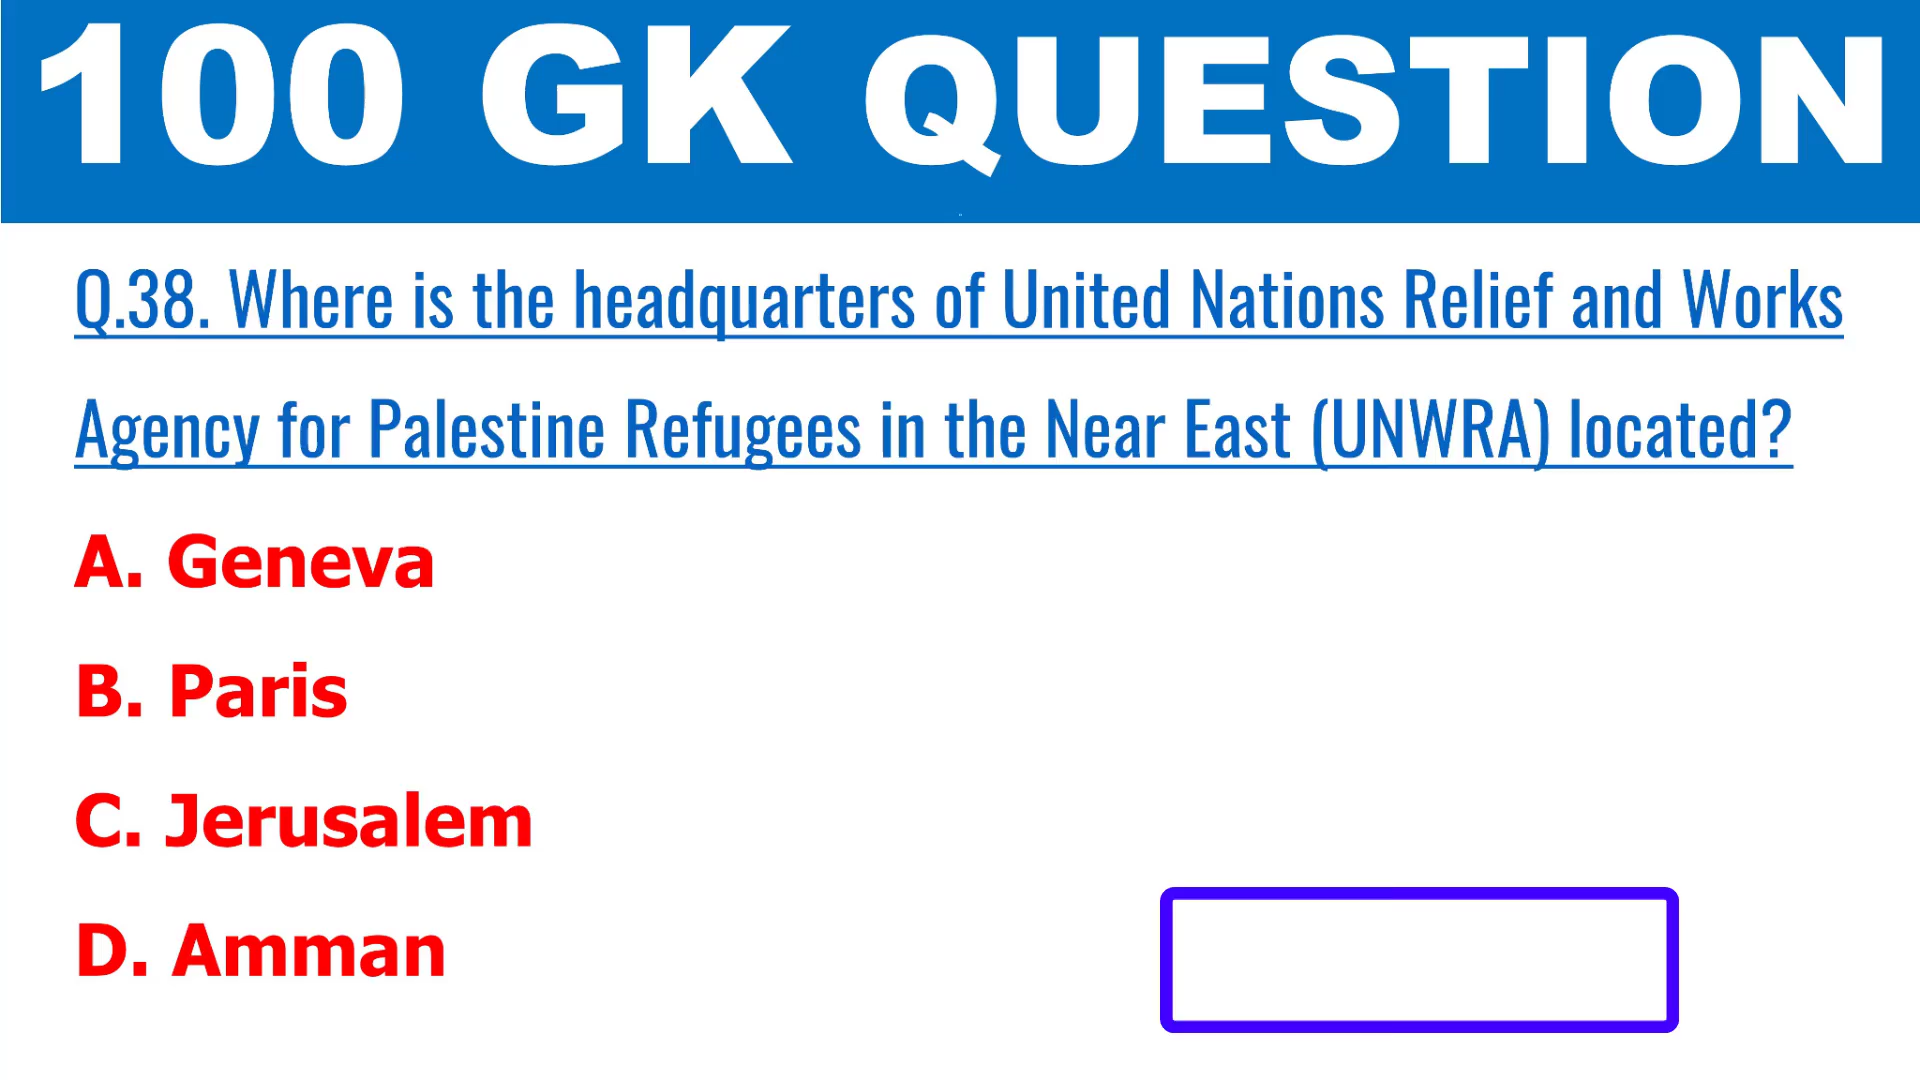 100 GK QUESTION
Q.38. Where is the headquarters of United Nations Relief and Works
Agency for Palestine Refugees in the Near East (UNWRA) located?
A. Geneva
B. Paris
C. Jerusalem
D. Amman